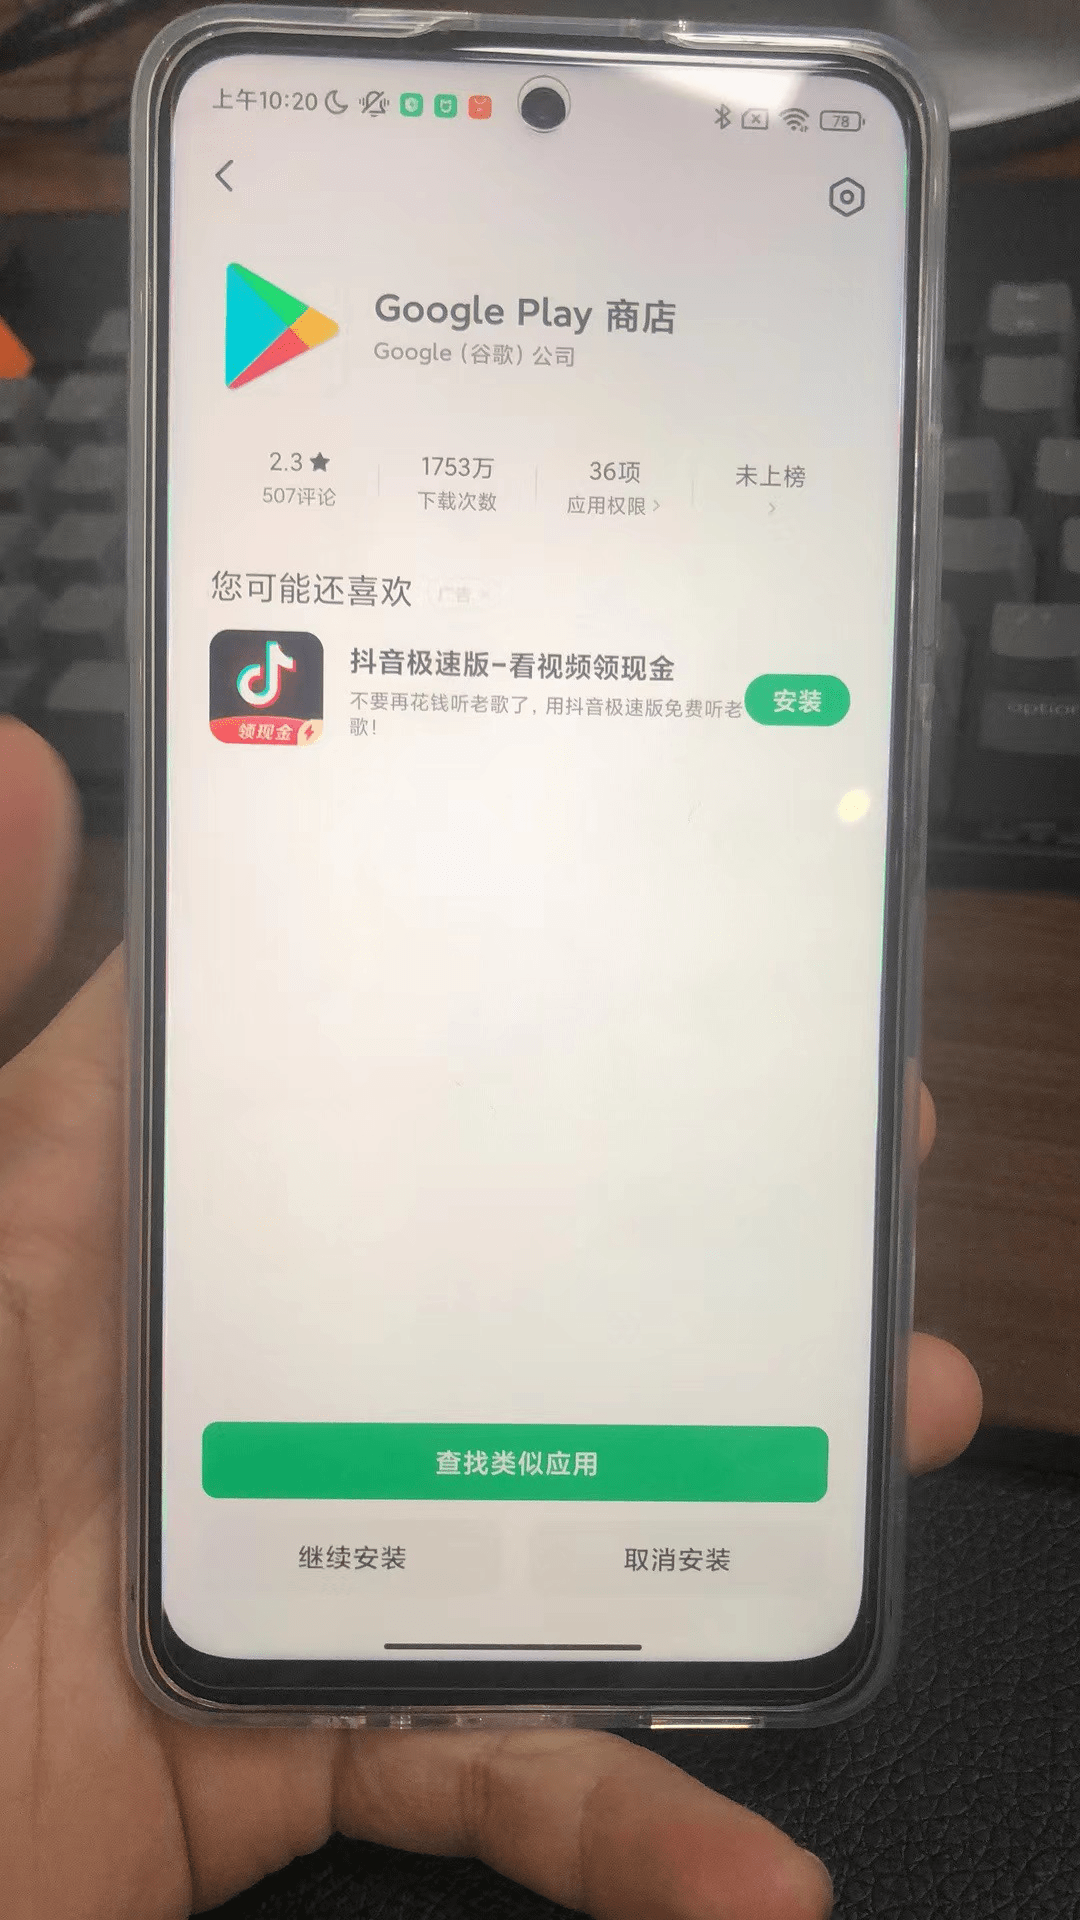 上午10:20
78
Google Play 商店
Google (谷歌) 公司
2.3★ 1753万 36项 未上榜
507评论 下载次数 应用权限 >
您可能还喜欢 广告
抖音极速版-看视频领现金
不要再花钱听老歌了, 用抖音极速版免费听老
歌!
安装
领现金
option
查找类似应用
继续安装 取消安装